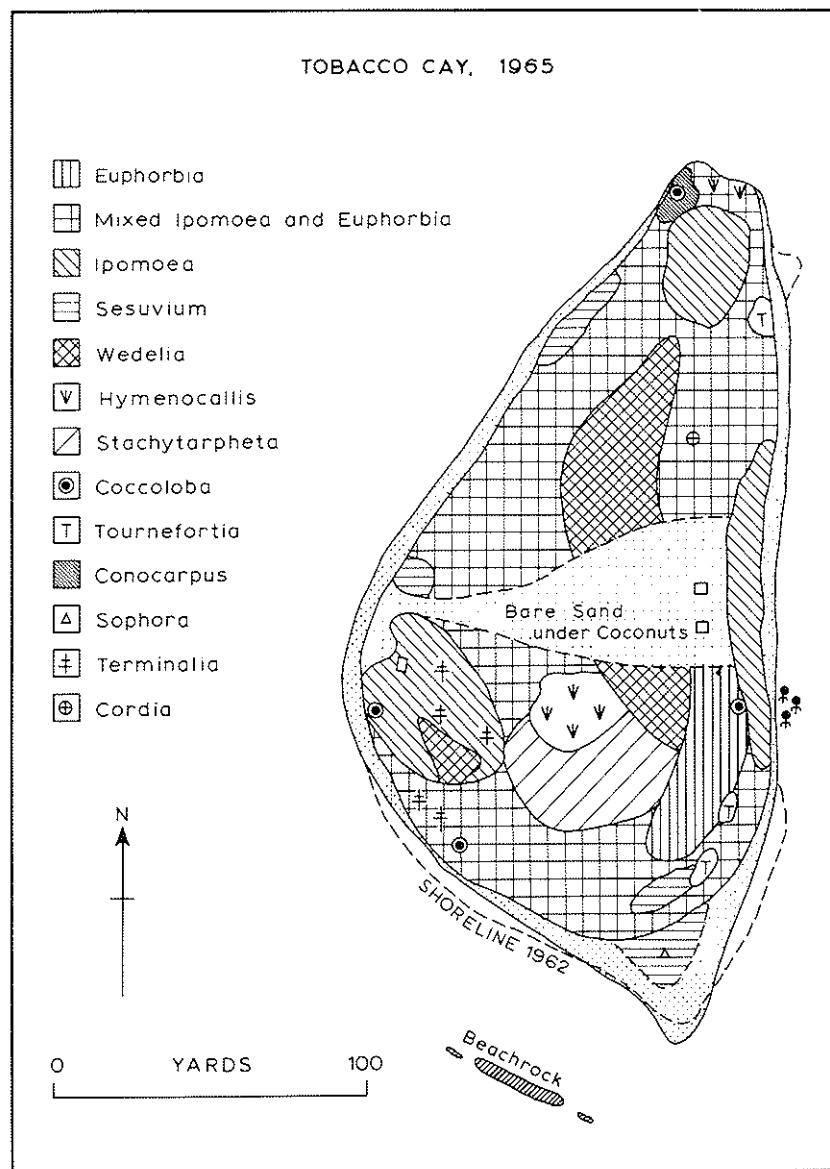 TOBACCO CAY, 1965
Euphorbia
Mixed Ipomoea and Euphorbia
Ipomoea
Sesuvium
Wedelia
Hymenocallis
Stachytarpheta
Coccoloba
T Tournefortia
Conocarpus
Sophora
Terminalia
Cordia
T
Bare Sand
under Coconuts
T
T
N
SHORELINE 1962
0 YARDS 100
Beachrock